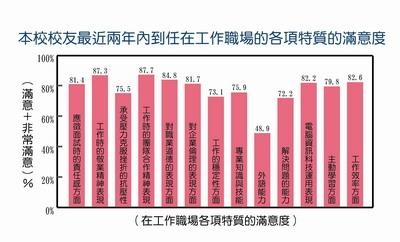 本校校友最近兩年內到任在工作職場的各項特質的滿意度
(滿意＋非常滿意)%
100%
80%
60%
40%
20%
0%
81.4
87.3
75.5
87.7
84.8
81.7
73.1
75.9
48.9
72.2
82.2
79.8
82.6
應徵面試時的責任感方面
工作時的敬業精神表現
承受壓力克服挫折的抗壓性
工作時的團隊合作精神表現
對職業道德的表現方面
對企業倫理的表現方面
工作的穩定性方面
專業知識與技能
外語能力
解決問題的能力
電腦資訊科技運用表現
主動學習方面
工作效率方面
(在工作職場各項特質的滿意度)